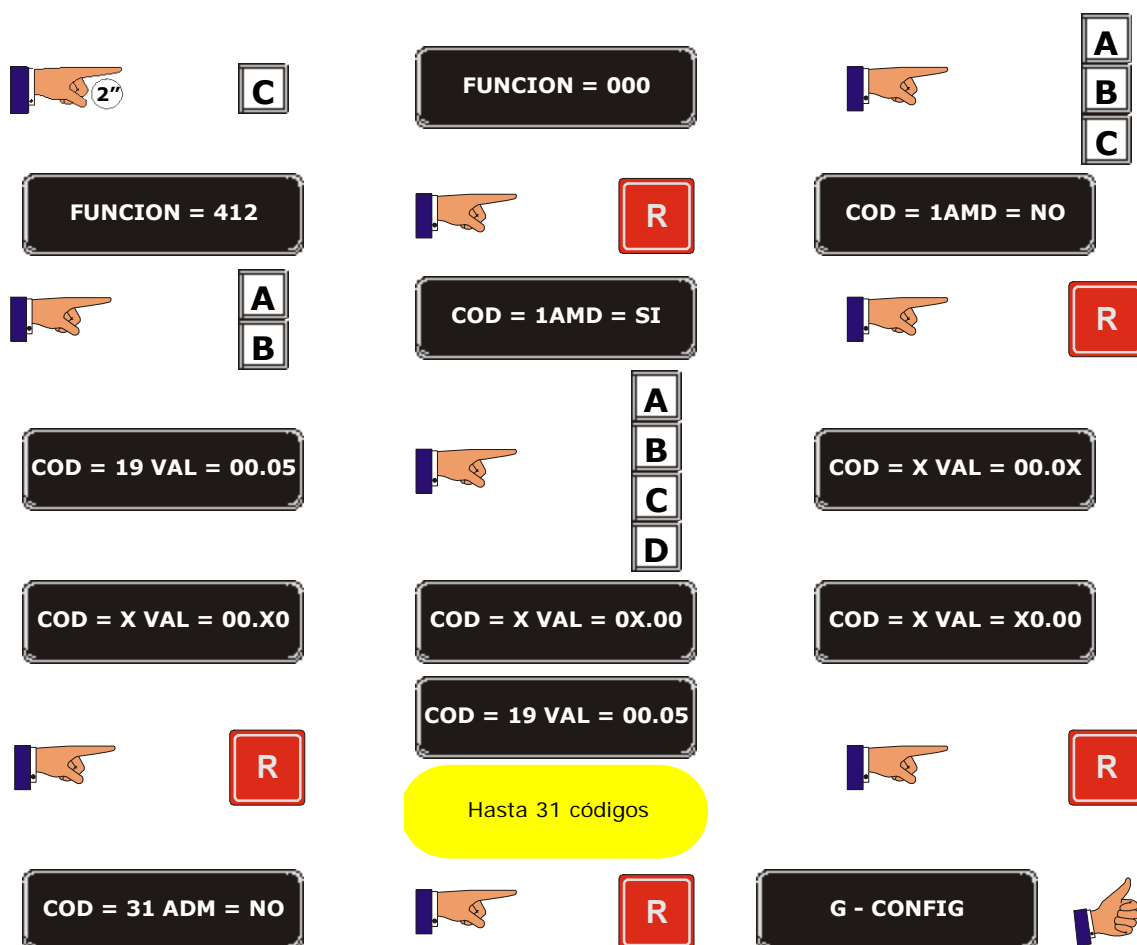 2”
C
FUNCION = 000
A
B
C
FUNCION = 412
R
COD = 1AMD = NO
A
B
COD = 1AMD = SI
R
COD = 19 VAL = 00.05
A
B
C
D
COD = X VAL = 00.0X
COD = X VAL = 00.X0
COD = X VAL = 0X.00
COD = X VAL = X0.00
R
COD = 19 VAL = 00.05
Hasta 31 códigos
R
COD = 31 ADM = NO
R
G - CONFIG